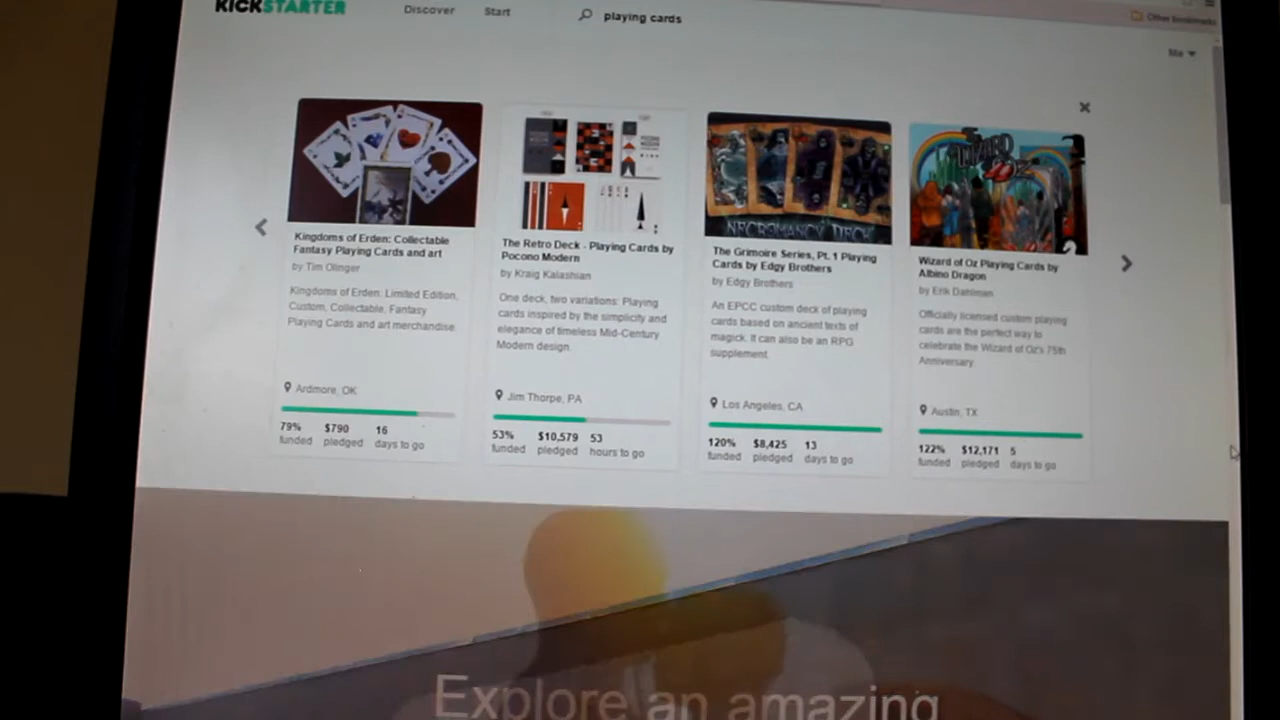 KICKSTARTER
Discover
Start
playing cards
Other bookmarks
Me
Kingdoms of Erden: Collectable
Fantasy Playing Cards and art
by Tim Olinger
Kingdoms of Erden: Limited Edition,
Custom, Collectable, Fantasy
Playing Cards and art merchandise.
Ardmore, OK
79% $790 16
funded pledged days to go
The Retro Deck - Playing Cards by
Pocono Modern
by Kraig Kalashian
One deck, two variations: Playing
cards inspired by the simplicity and
elegance of timeless Mid-Century
Modern design.
Jim Thorpe, PA
53% $10,579 53
funded pledged hours to go
NECROMANCY DECK
The Grimoire Series, Pt. 1 Playing
Cards by Edgy Brothers
by Edgy Brothers
An EPCC custom deck of playing
cards based on ancient texts of
magick. It can also be an RPG
supplement.
Los Angeles, CA
120% $8,425 13
funded pledged days to go
The
WIZARD
OZ
Wizard of Oz Playing Cards by
Albino Dragon
by Erik Dahlman
Officially licensed custom playing
cards are the perfect way to
celebrate the Wizard of Oz's 75th
Anniversary.
Austin, TX
122% $12,171 5
funded pledged days to go
Explore an amazing